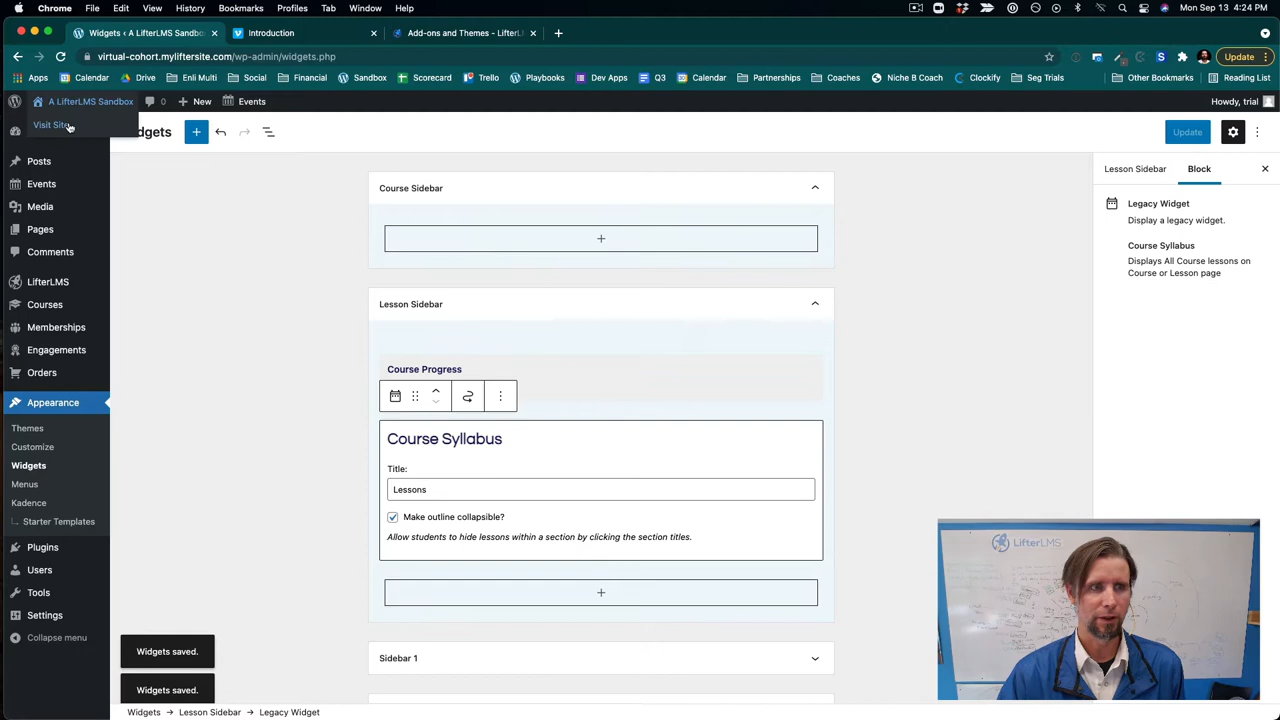 Chrome File Edit View History Bookmarks Profiles Tab Window Help
Mon Sep 13 4:24 PM
Widgets ‹ A LifterLMS Sandbo
Introduction
Add-ons and Themes - LifterL
virtual-cohort.myliftersite.com/wp-admin/widgets.php
Update
Apps Calendar Drive Enli Multi Social Financial Sandbox Scorecard Trello Playbooks Dev Apps Q3 Calendar Partnerships Coaches Niche B Coach Clockify Seg Trials Other Bookmarks Reading List
A LifterLMS Sandbox 0 New Events
Howdy, trial
Visit Site
dgets
Update
Posts
Events
Media
Pages
Comments
LifterLMS
Courses
Memberships
Engagements
Orders
Appearance
Themes
Customize
Widgets
Menus
Kadence
Starter Templates
Plugins
Users
Tools
Settings
Collapse menu
Course Sidebar
Lesson Sidebar
Course Progress
Course Syllabus
Title:
Lessons
Make outline collapsible?
Allow students to hide lessons within a section by clicking the section titles.
Sidebar 1
Widgets saved.
Widgets saved.
Widgets → Lesson Sidebar → Legacy Widget
Lesson Sidebar Block
Legacy Widget
Display a legacy widget.
Course Syllabus
Displays All Course lessons on
Course or Lesson page
LifterLMS